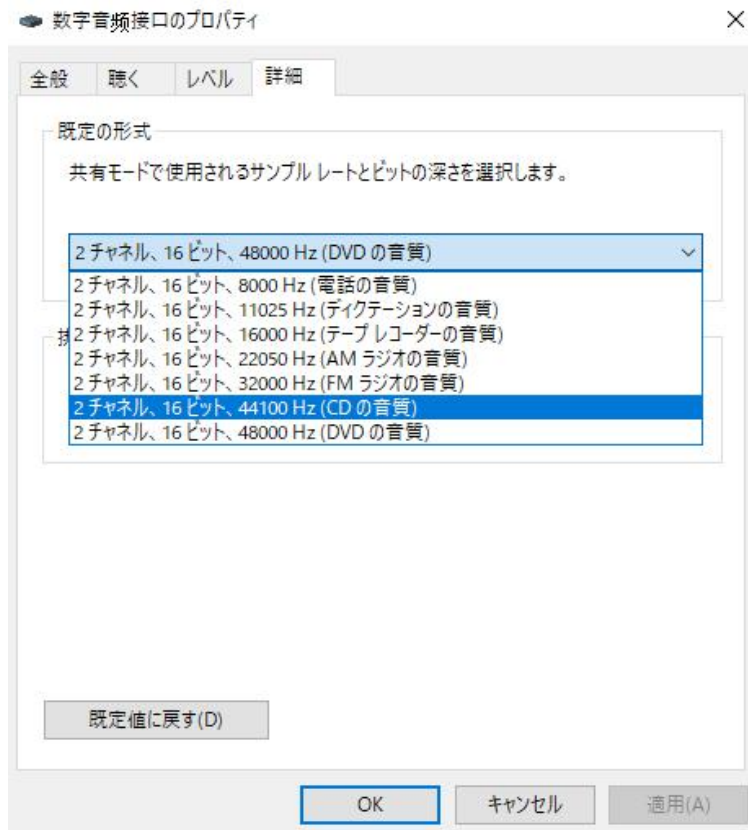 数字音频接口のプロパティ
全般 聴く レベル 詳細
既定の形式
共有モードで使用されるサンプル レートとビットの深さを選択します。
2 チャネル、16 ビット、48000 Hz (DVD の音質)
2 チャネル、16 ビット、8000 Hz (電話の音質)
2 チャネル、16 ビット、11025 Hz (ディクテーションの音質)
2 チャネル、16 ビット、16000 Hz (テープ レコーダーの音質)
2 チャネル、16 ビット、22050 Hz (AM ラジオの音質)
2 チャネル、16 ビット、32000 Hz (FM ラジオの音質)
2 チャネル、16 ビット、44100 Hz (CD の音質)
2 チャネル、16 ビット、48000 Hz (DVD の音質)
既定値に戻す(D)
OK キャンセル 適用(A)